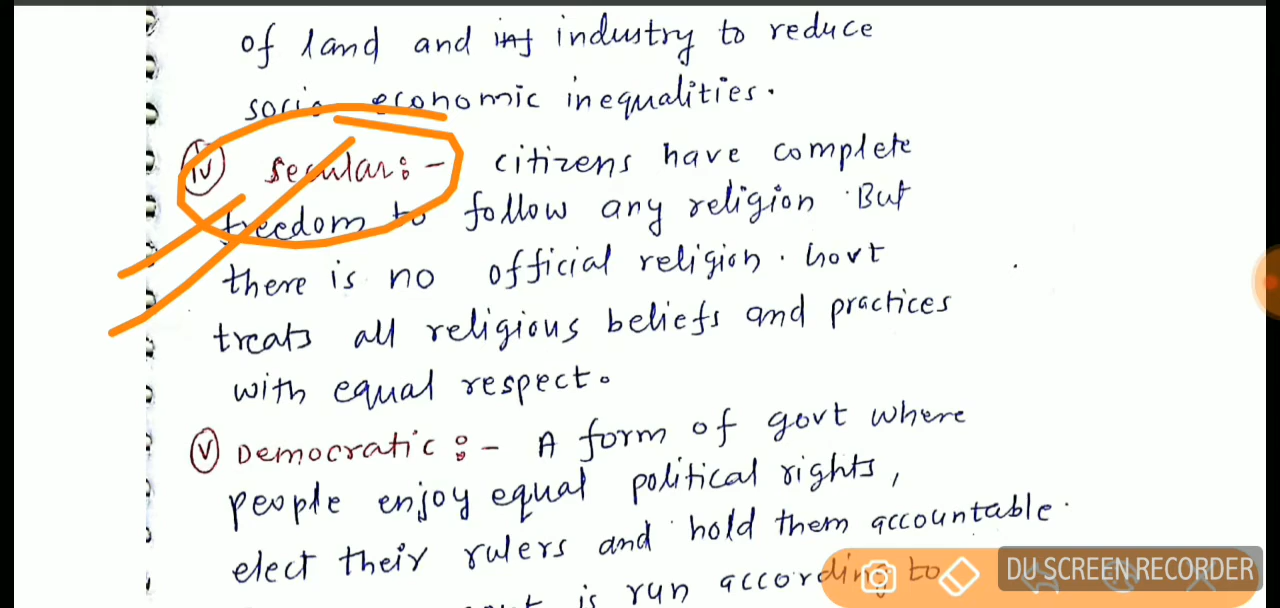 of land and inf industry to reduce
socio economic inequalities.
(iv) Secular:- citizens have complete
freedom to follow any religion. But
there is no official religion. Govt
treats all religious beliefs and practices
with equal respect.
(v) Democratic:- A form of govt where
people enjoy equal political rights,
elect their rulers and hold them accountable.
is run according to
DU SCREEN RECORDER